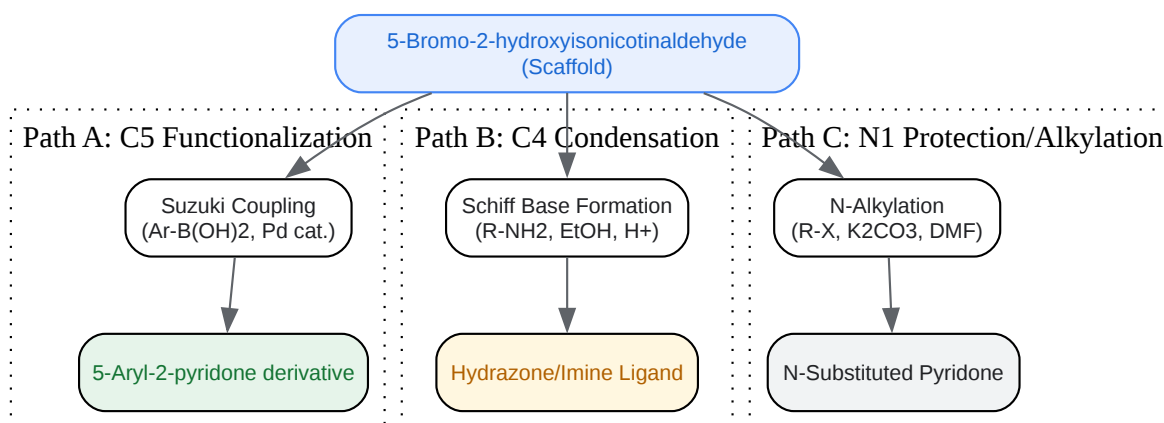 5-Bromo-2-hydroxyisonicotinaldehyde
(Scaffold)
Path A: C5 Functionalization
Path B: C4 Condensation
Path C: N1 Protection/Alkylation
Suzuki Coupling
(Ar-B(OH)2, Pd cat.)
Schiff Base Formation
(R-NH2, EtOH, H+)
N-Alkylation
(R-X, K2CO3, DMF)
5-Aryl-2-pyridone derivative
Hydrazone/Imine Ligand
N-Substituted Pyridone